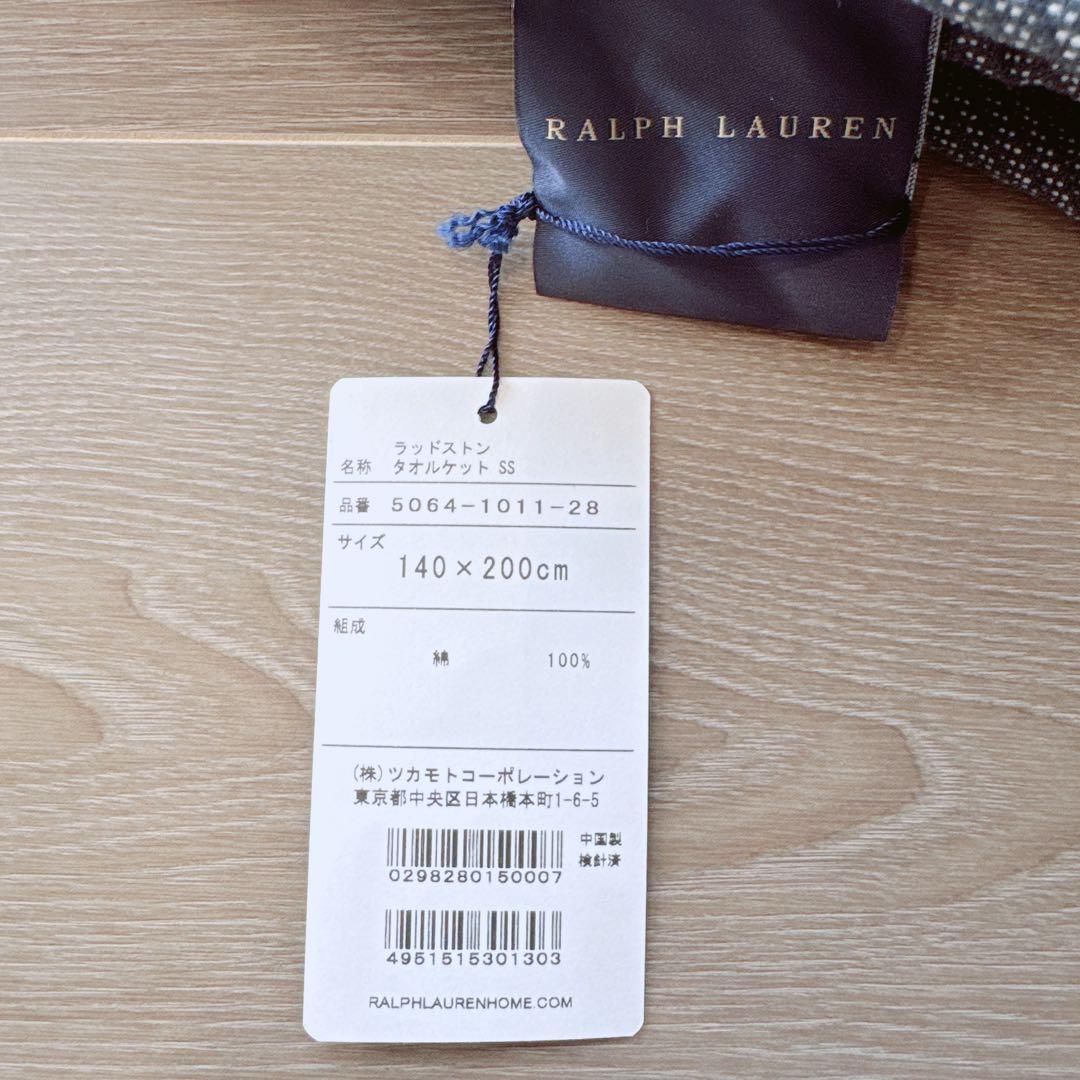 RALPH LAUREN
ラッドストン
名称 タオルケット SS
品番 5064-1011-28
サイズ
140×200cm
組成
綿 100%
(株)ツカモトコーポレーション
東京都中央区日本橋本町1-6-5
中国製
検針済
0298280150007
4951515301303
RALPHLAURENHOME.COM